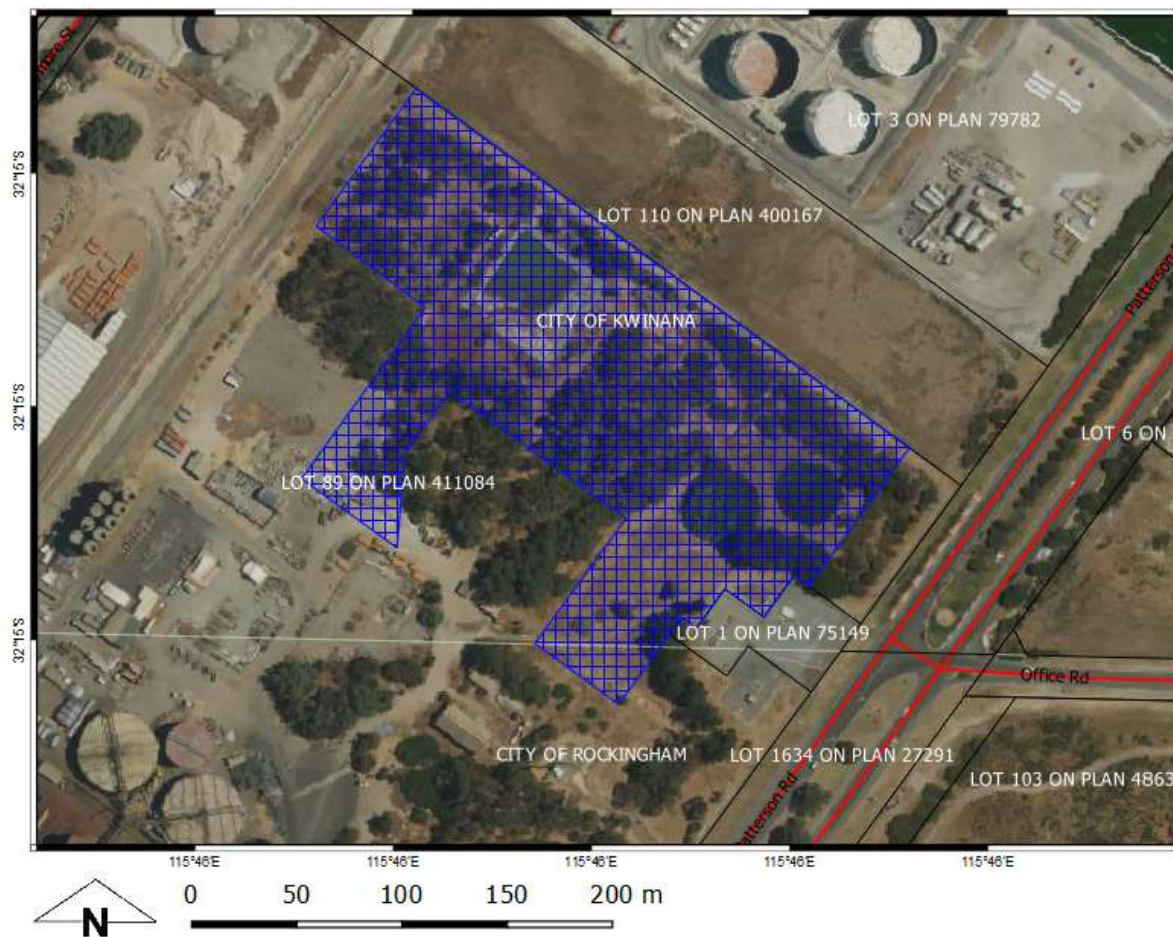 LOT 3 ON PLAN 79782
32°15'S
LOT 110 ON PLAN 400167
Patterson
CITY OF KWINANA
32°15'S
LOT 6 ON
LOT 89 ON PLAN 411084
32°15'S
LOT 1 ON PLAN 75149
Office Rd
CITY OF ROCKINGHAM
LOT 1634 ON PLAN 27291
LOT 103 ON PLAN 4863
Patterson Rd
115°46'E 115°46'E 115°46'E 115°46'E 115°46'E
0 50 100 150 200 m
N